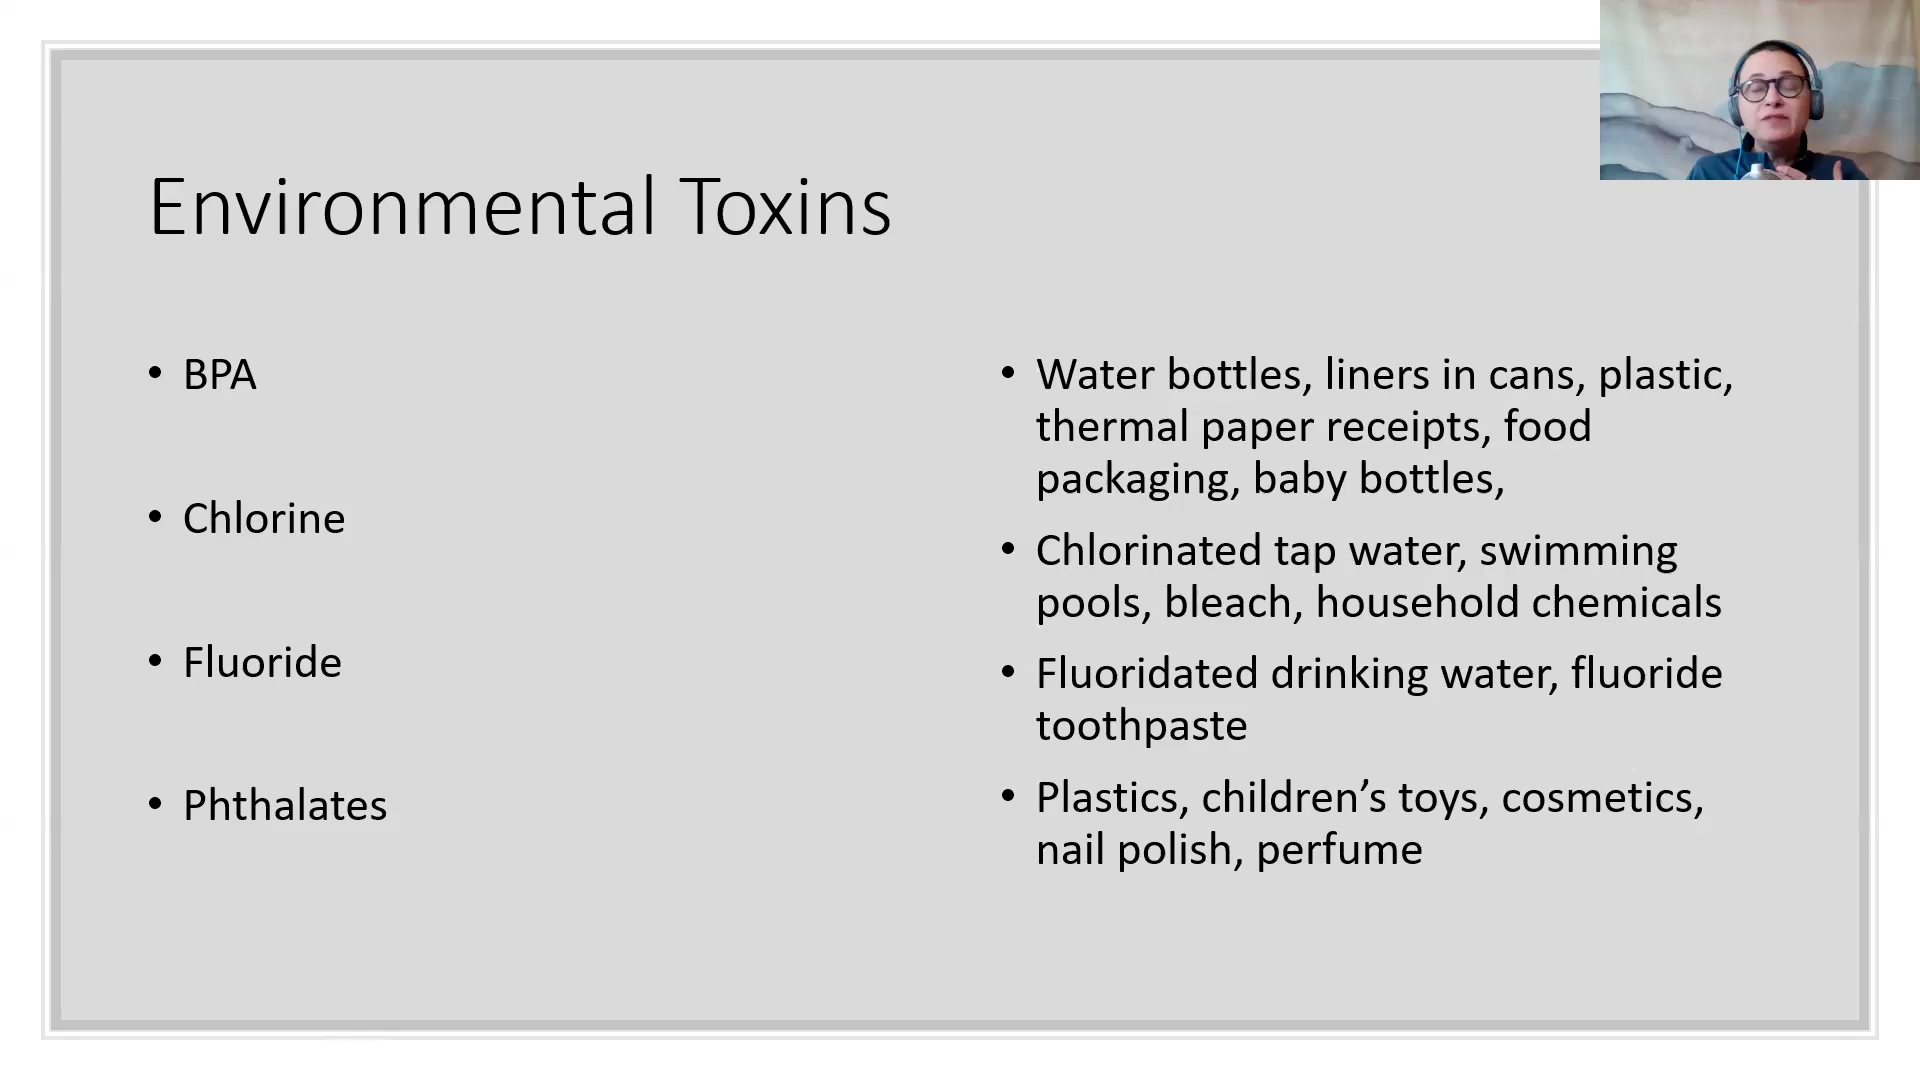 Environmental Toxins
• BPA
• Chlorine
• Fluoride
• Phthalates
• Water bottles, liners in cans, plastic,
thermal paper receipts, food
packaging, baby bottles,
• Chlorinated tap water, swimming
pools, bleach, household chemicals
• Fluoridated drinking water, fluoride
toothpaste
• Plastics, children’s toys, cosmetics,
nail polish, perfume